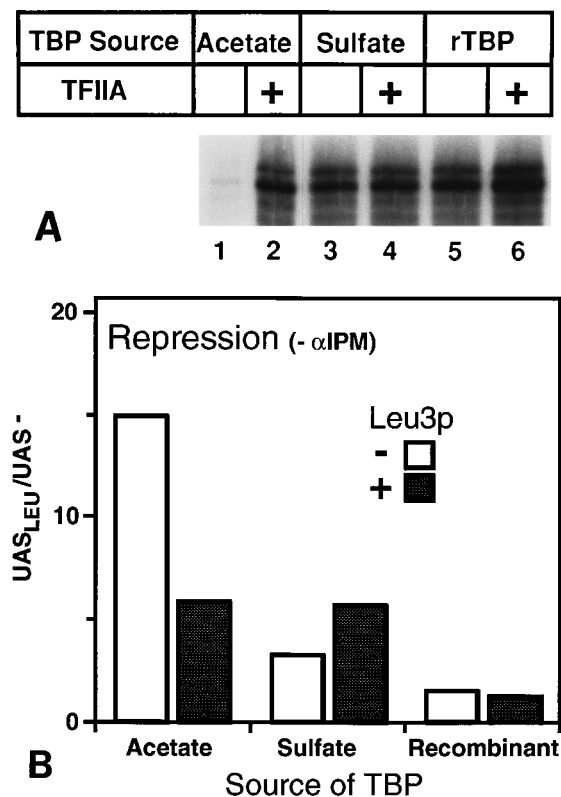 TBP Source Acetate Sulfate rTBP
TFIIA + + +
A
1 2 3 4 5 6
20
Repression (- αIPM)
Leu3p
-
+
10
0
UASLEU/UAS-
Acetate Sulfate Recombinant
B
Source of TBP